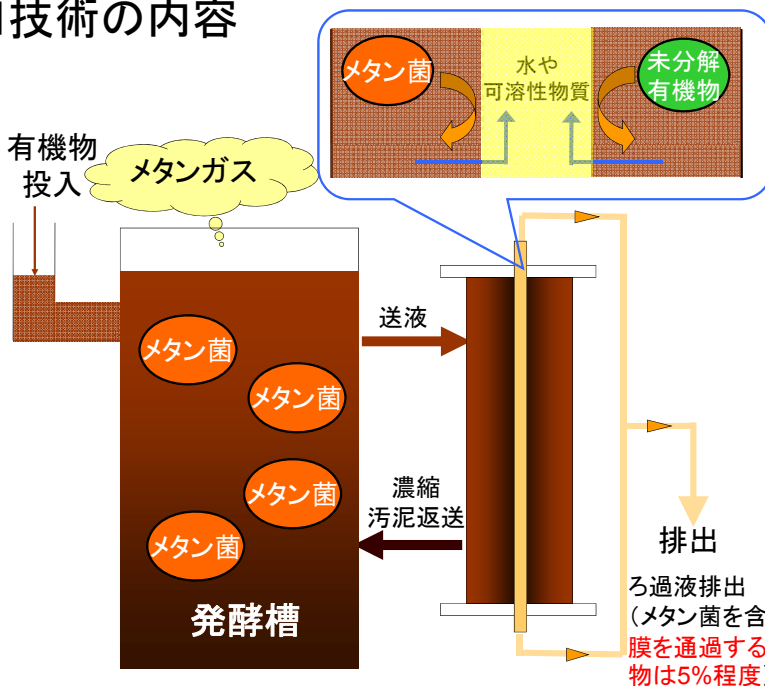 技術の内容
メタン菌
水や
可溶性物質
未分解
有機物
有機物
投入
メタンガス
送液
メタン菌
メタン菌
メタン菌
メタン菌
濃縮
汚泥返送
発酵槽
排出
ろ過液排出
（メタン菌を含
膜を通過する
物は5%程度